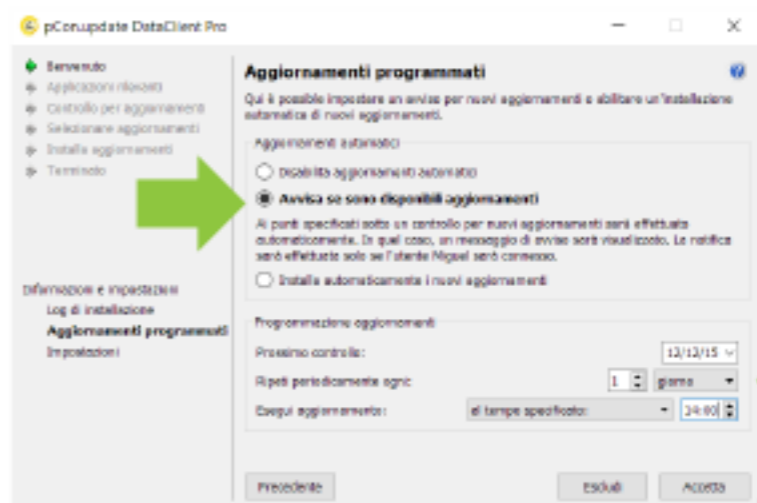 pCon.update DataClient Pro
Benvenuto
Applicazioni rilevanti
Controllo per aggiornamenti
Selezionare aggiornamenti
Installa aggiornamenti
Terminato
Informazioni e impostazioni
Log di installazione
Aggiornamenti programmati
Impostazioni
Aggiornamenti programmati
Qui è possibile impostare un avviso per nuovi aggiornamenti o abilitare un'installazione
automatica di nuovi aggiornamenti.
Aggiornamenti automatici
Disabilita aggiornamenti automatici
Avvisa se sono disponibili aggiornamenti
Ai punti specificati sotto un controllo per nuovi aggiornamenti sarà effettuato
automaticamente. In quel caso, un messaggio di avviso sarà visualizzato. La notifica
sarà effettuata solo se l'utente Miguel sarà connesso.
Installa automaticamente i nuovi aggiornamenti
Programmazione aggiornamenti
Prossimo controllo: 12/12/15
Ripeti periodicamente ogni: 1 giorno
Esegui aggiornamento: al tempo specificato: 14:00
Precedente Escludi Accetta